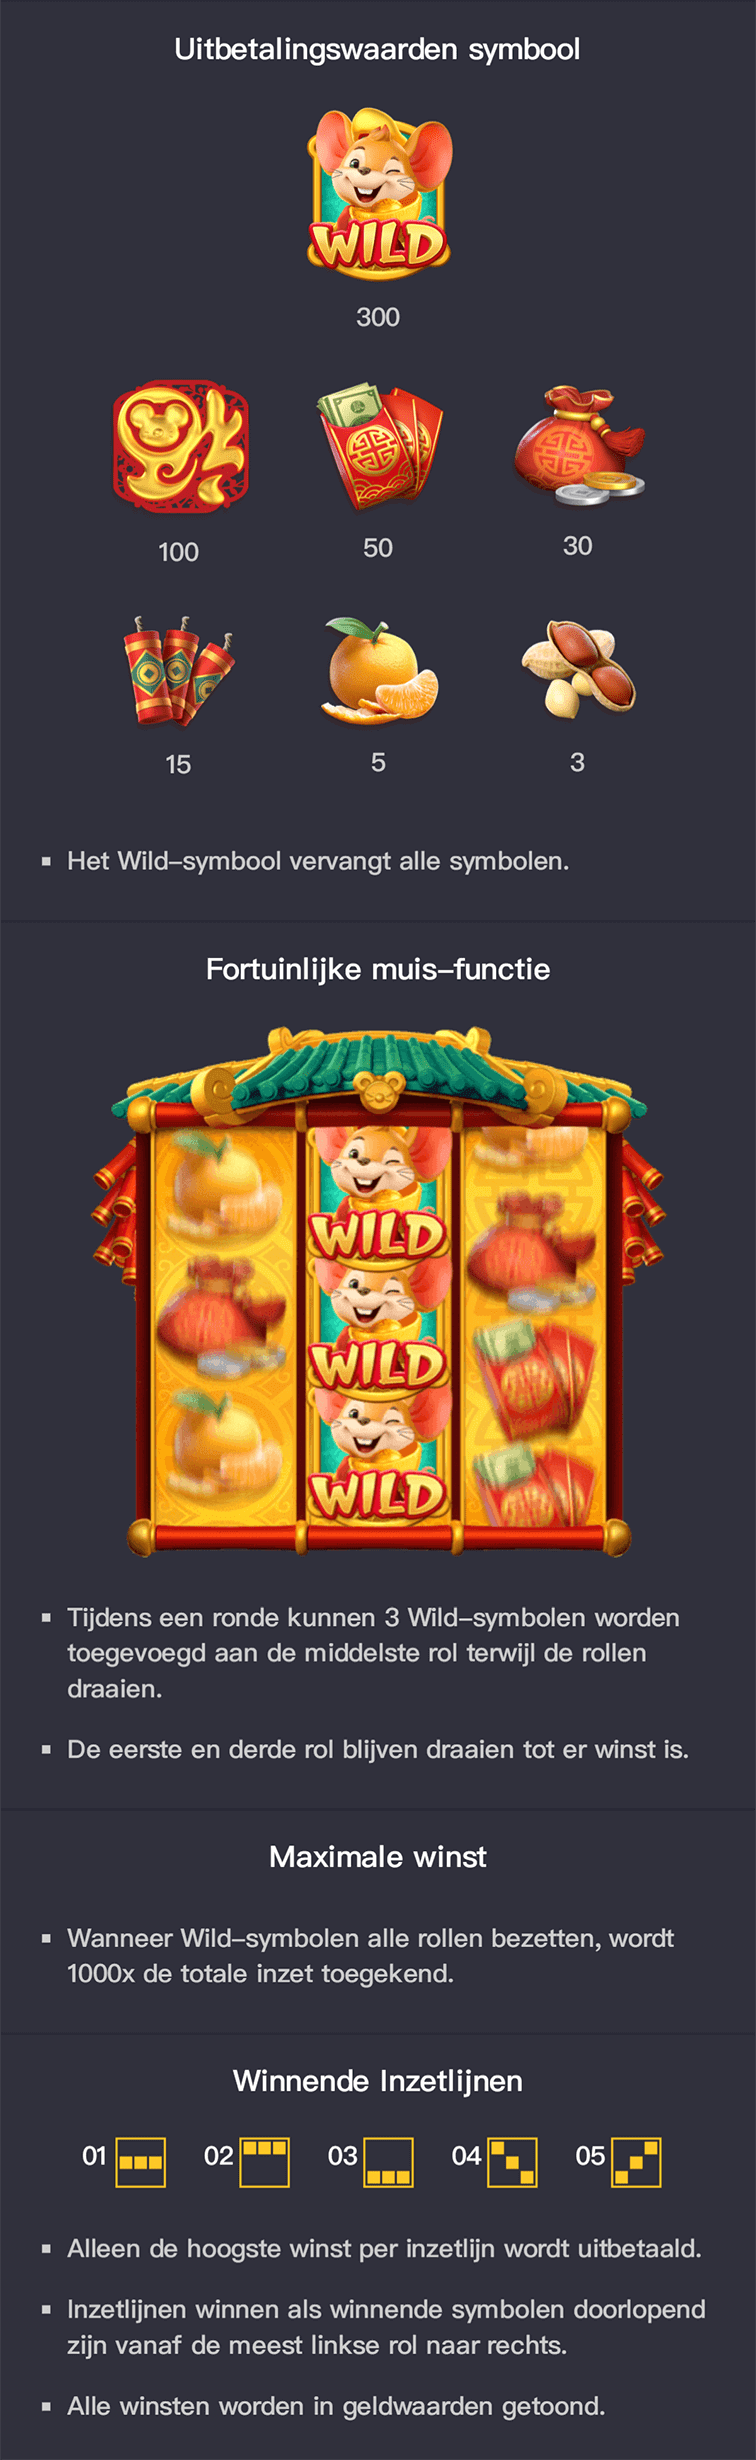 Uitbetalingswaarden symbool
WILD
300
100
50
30
15
5
3
Het Wild-symbool vervangt alle symbolen.
Fortuinlijke muis-functie
WILD
WILD
WILD
Tijdens een ronde kunnen 3 Wild-symbolen worden
toegevoegd aan de middelste rol terwijl de rollen
draaien.
De eerste en derde rol blijven draaien tot er winst is.
Maximale winst
Wanneer Wild-symbolen alle rollen bezetten, wordt
1000x de totale inzet toegekend.
Winnende Inzetlijnen
01 02 03 04 05
Alleen de hoogste winst per inzetlijn wordt uitbetaald.
Inzetlijnen winnen als winnende symbolen doorlopend
zijn vanaf de meest linkse rol naar rechts.
Alle winsten worden in geldwaarden getoond.